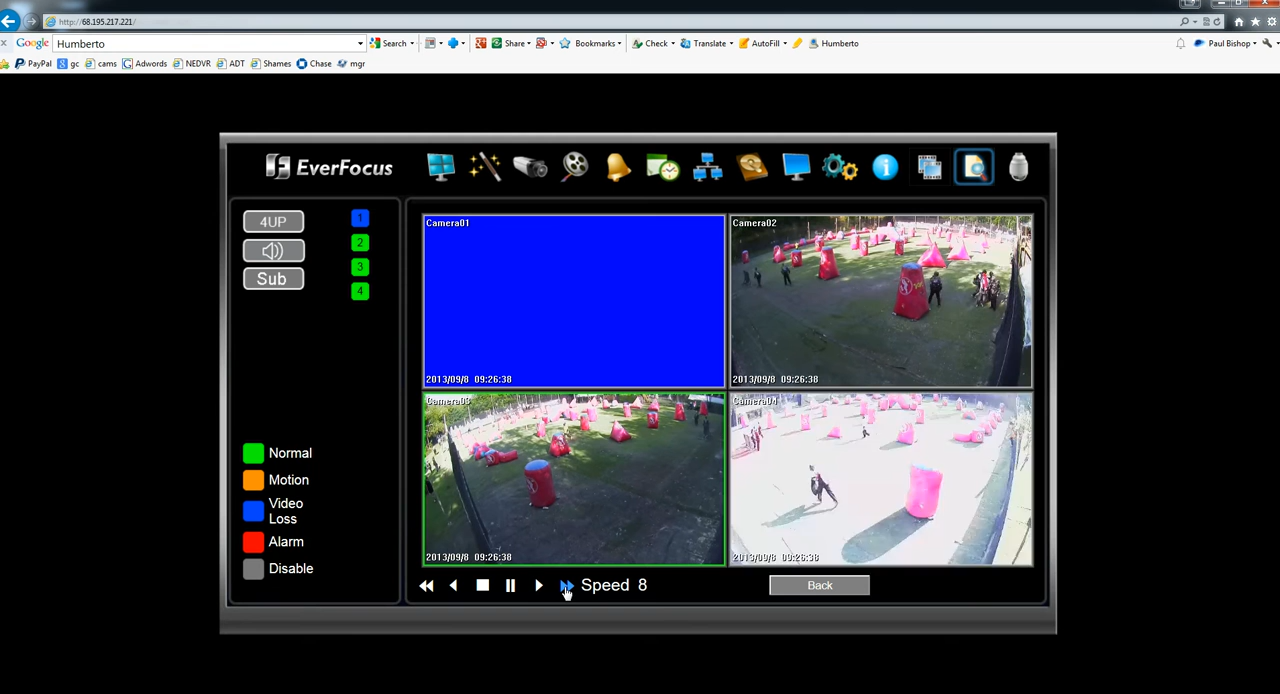 http://68.195.217.221/
Google Humberto Search Share Bookmarks Check Translate AutoFill Humberto Paul Bishop
PayPal gc cams Adwords NEDVR ADT Shames Chase mgr
EverFocus
4UP
Sub
1
2
3
4
Normal
Motion
Video
Loss
Alarm
Disable
Camera01
2013/09/8 09:26:38
Camera02
2013/09/8 09:26:38
Camera03
2013/09/8 09:26:38
Camera04
2013/09/8 09:26:38
Speed 8
Back